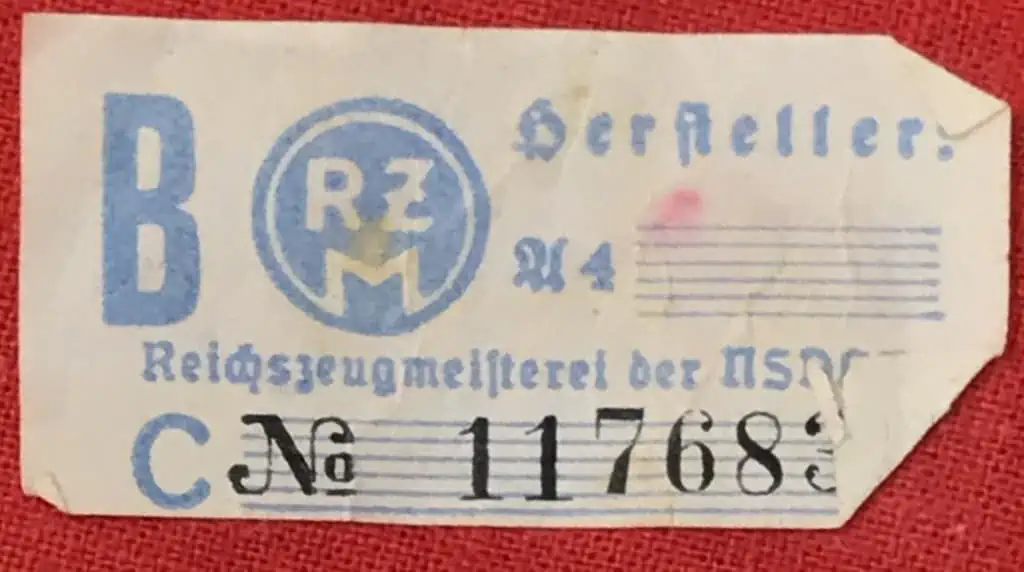 B
RZM
Hersteller:
A4
Reichszeugmeisterei der
C No 11768